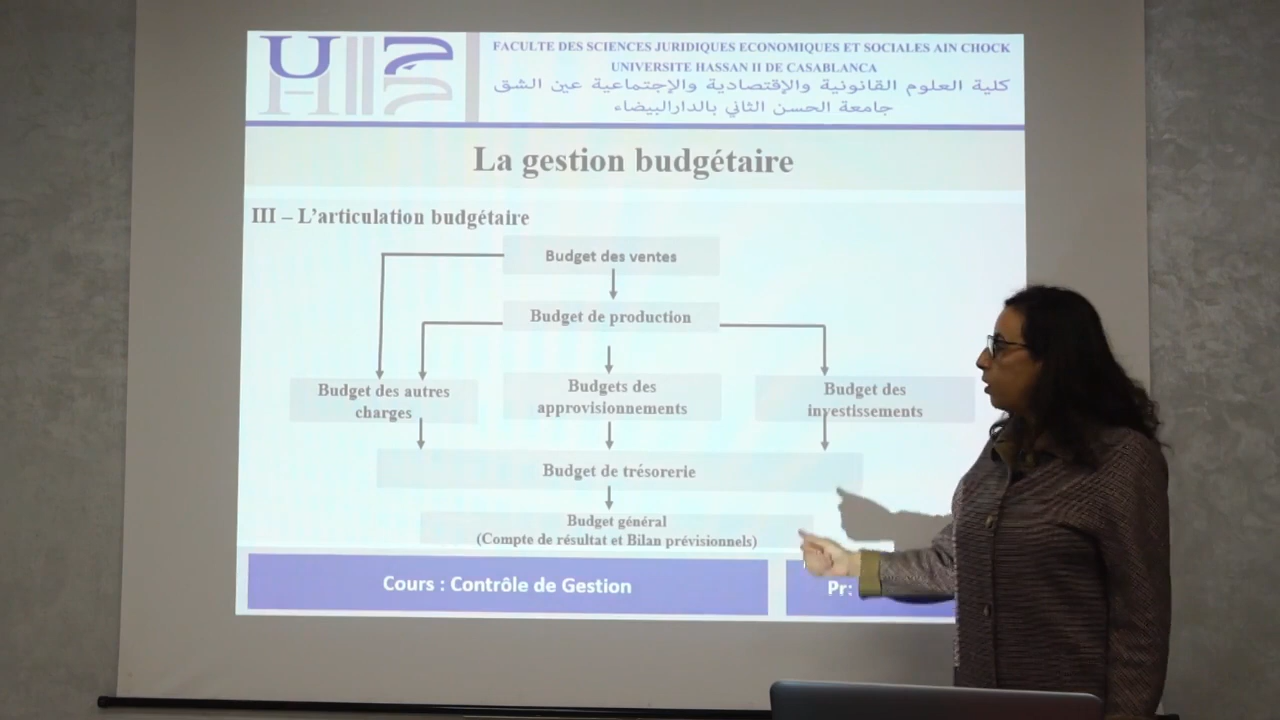 FACULTE DES SCIENCES JURIDIQUES ECONOMIQUES ET SOCIALES AIN CHOCK
UNIVERSITE HASSAN II DE CASABLANCA
كلية العلوم القانونية والإقتصادية والإجتماعية عين الشق
جامعة الحسن الثاني بالدارالبيضاء
La gestion budgétaire
III – L’articulation budgétaire
Budget des ventes
Budget de production
Budget des autres
charges
Budgets des
approvisionnements
Budget des
investissements
Budget de trésorerie
Budget général
(Compte de résultat et Bilan prévisionnels)
Cours : Contrôle de Gestion
Pr: